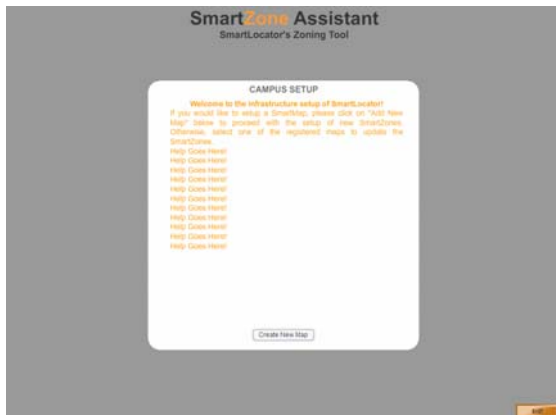 SmartZone Assistant
SmartLocator's Zoning Tool
CAMPUS SETUP
Welcome to the infrastructure setup of SmartLocator!
If you would like to setup a SmartMap, please click on "Add New
Map" below to proceed with the setup of new SmartZones.
Otherwise, select one of the registered maps to update the
SmartZones.
Help Goes Here!
Help Goes Here!
Help Goes Here!
Help Goes Here!
Help Goes Here!
Help Goes Here!
Help Goes Here!
Help Goes Here!
Help Goes Here!
Help Goes Here!
Help Goes Here!
Create New Map